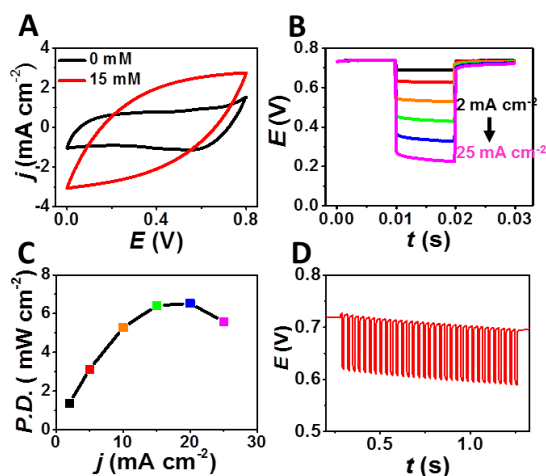 A
j (mA cm⁻²)
4
2
0
-3
0 mM
15 mM
0.0
0.4
0.8
E (V)
B
E (V)
0.8
0.6
0.4
0.2
0.0
2 mA cm⁻²
25 mA cm⁻²
0.00
0.01
0.02
0.03
t (s)
C
P.D. ( mW cm⁻²)
8
6
4
2
0
0
10
20
30
j (mA cm⁻²)
D
E (V)
0.8
0.7
0.6
0.5
0.5
1.0
t (s)